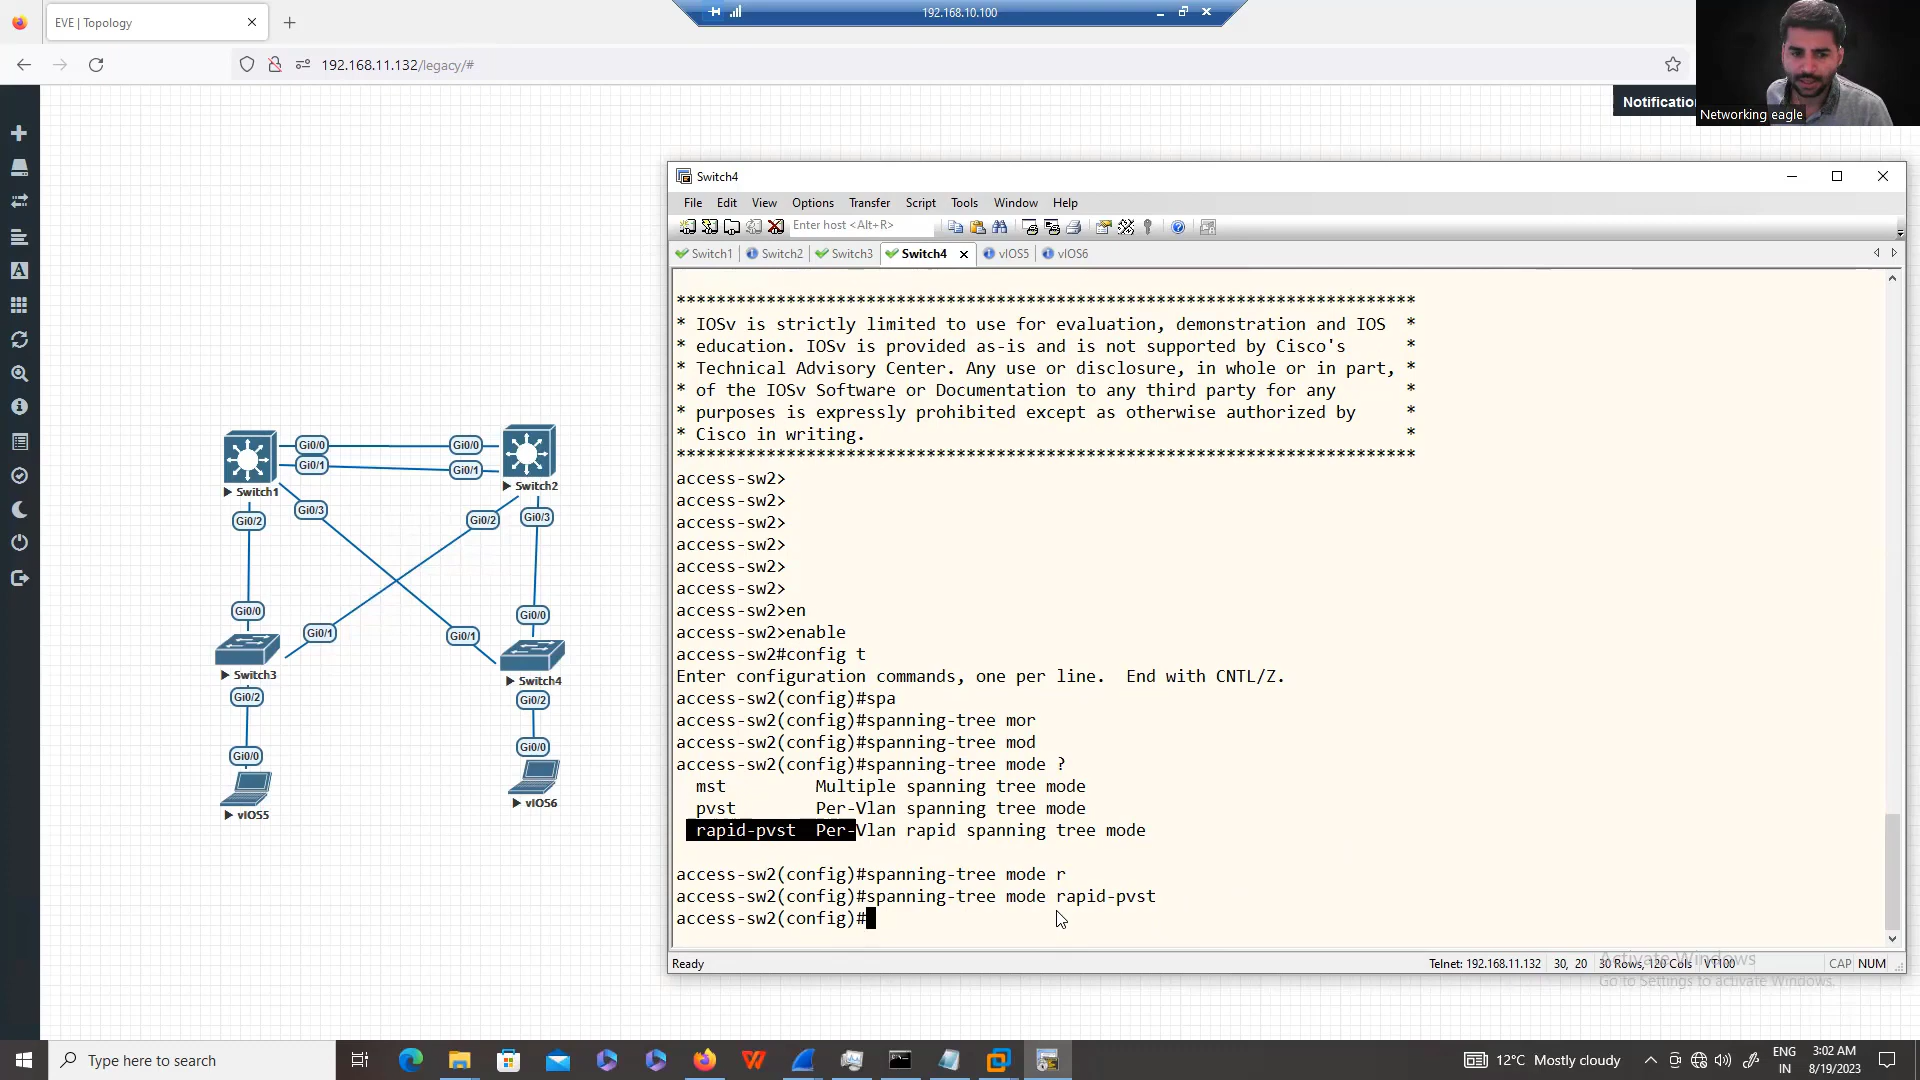 EVE | Topology
192.168.10.100
192.168.11.132/legacy/#
Networking eagle
Switch4
File Edit View Options Transfer Script Tools Window Help
Enter host <Alt+R>
Switch1 Switch2 Switch3 Switch4 vIOS5 vIOS6
**************************************************************************
* IOSv is strictly limited to use for evaluation, demonstration and IOS *
* education. IOSv is provided as-is and is not supported by Cisco's *
* Technical Advisory Center. Any use or disclosure, in whole or in part, *
* of the IOSv Software or Documentation to any third party for any *
* purposes is expressly prohibited except as otherwise authorized by *
* Cisco in writing. *
**************************************************************************
access-sw2>
access-sw2>
access-sw2>
access-sw2>
access-sw2>
access-sw2>
access-sw2>en
access-sw2>enable
access-sw2#config t
Enter configuration commands, one per line. End with CNTL/Z.
access-sw2(config)#spa
access-sw2(config)#spanning-tree mor
access-sw2(config)#spanning-tree mod
access-sw2(config)#spanning-tree mode ?
mst Multiple spanning tree mode
pvst Per-Vlan spanning tree mode
rapid-pvst Per-Vlan rapid spanning tree mode
access-sw2(config)#spanning-tree mode r
access-sw2(config)#spanning-tree mode rapid-pvst
access-sw2(config)#
Ready
Telnet: 192.168.11.132 30, 20 30 Rows, 120 Cols VT100 CAP NUM
Activate Windows
Go to Settings to activate Windows.
Gi0/0 Gi0/0
Gi0/1 Gi0/1
Switch1 Switch2
Gi0/2 Gi0/3 Gi0/2 Gi0/3
Gi0/0 Gi0/1 Gi0/1 Gi0/0
Switch3 Switch4
Gi0/2 Gi0/2
Gi0/0 Gi0/0
vIOS5 vIOS6
Type here to search
12°C Mostly cloudy
ENG
IN
3:02 AM
8/19/2023